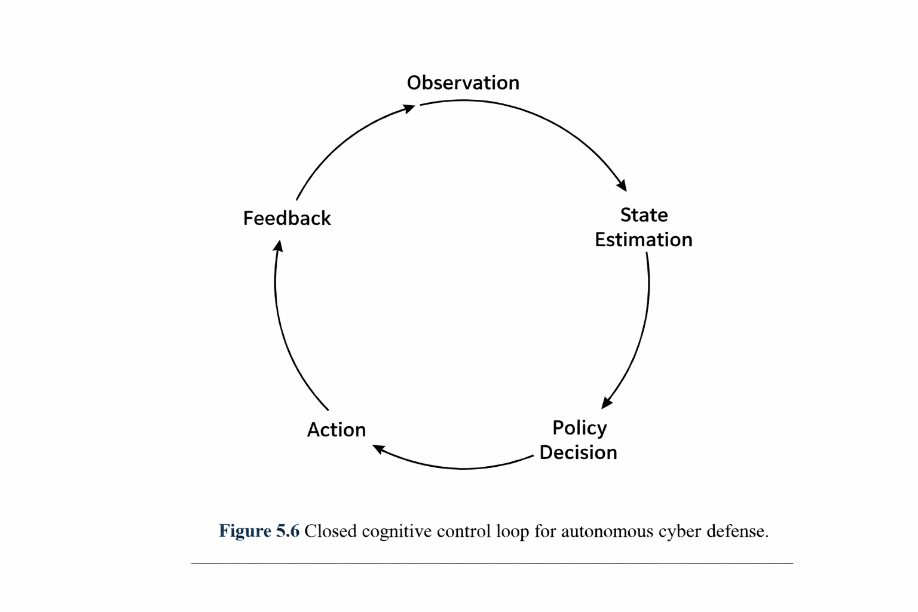 Observation
Feedback
State
Estimation
Action
Policy
Decision
Figure 5.6 Closed cognitive control loop for autonomous cyber defense.